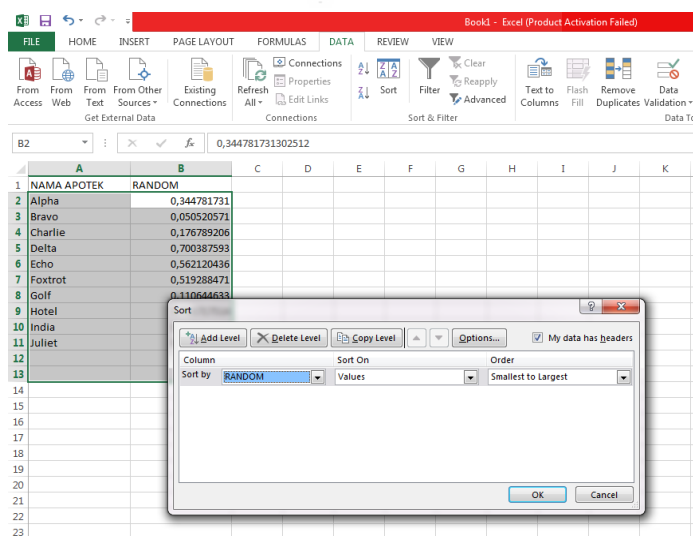 Book1 - Excel (Product Activation Failed)
FILE HOME INSERT PAGE LAYOUT FORMULAS DATA REVIEW VIEW
From Access
From Web
From Text
From Other Sources
Existing Connections
Get External Data
Refresh All
Connections
Properties
Edit Links
Connections
Sort
Filter
Clear
Reapply
Advanced
Sort & Filter
Text to Columns
Flash Fill
Remove Duplicates
Data Validation
Data To
B2 fx 0,344781731302512
A B C D E F G H I J K
1 NAMA APOTEK RANDOM
2 Alpha 0,344781731
3 Bravo 0,050520571
4 Charlie 0,176789206
5 Delta 0,700387593
6 Echo 0,562120436
7 Foxtrot 0,519288471
8 Golf 0,110644633
9 Hotel
10 India
11 Juliet
12
13
14
15
16
17
18
19
20
21
22
23
Sort
Add Level Delete Level Copy Level Options... My data has headers
Column Sort On Order
Sort by RANDOM Values Smallest to Largest
OK Cancel